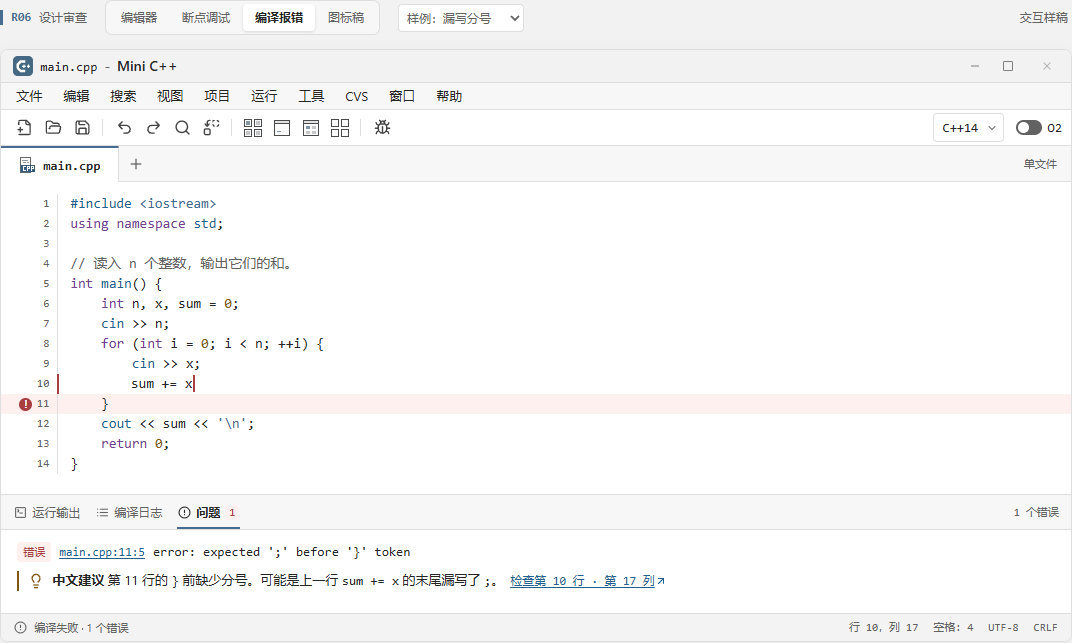 R06 设计审查 编辑器 断点调试 编译报错 图标稿 样例：漏写分号 交互样稿
C+ main.cpp - Mini C++
文件 编辑 搜索 视图 项目 运行 工具 CVS 窗口 帮助
C++14 O2
CPP main.cpp 单文件
1 #include <iostream>
2 using namespace std;
3
4 // 读入 n 个整数，输出它们的和。
5 int main() {
6 int n, x, sum = 0;
7 cin >> n;
8 for (int i = 0; i < n; ++i) {
9 cin >> x;
10 sum += x
11 }
12 cout << sum << '\n';
13 return 0;
14 }
运行输出 编译日志 问题 1 1 个错误
错误 main.cpp:11:5 error: expected ';' before '}' token
中文建议 第 11 行的 } 前缺少分号。可能是上一行 sum += x 的末尾漏写了 ;。 检查第 10 行 · 第 17 列
编译失败 · 1 个错误 行 10, 列 17 空格: 4 UTF-8 CRLF